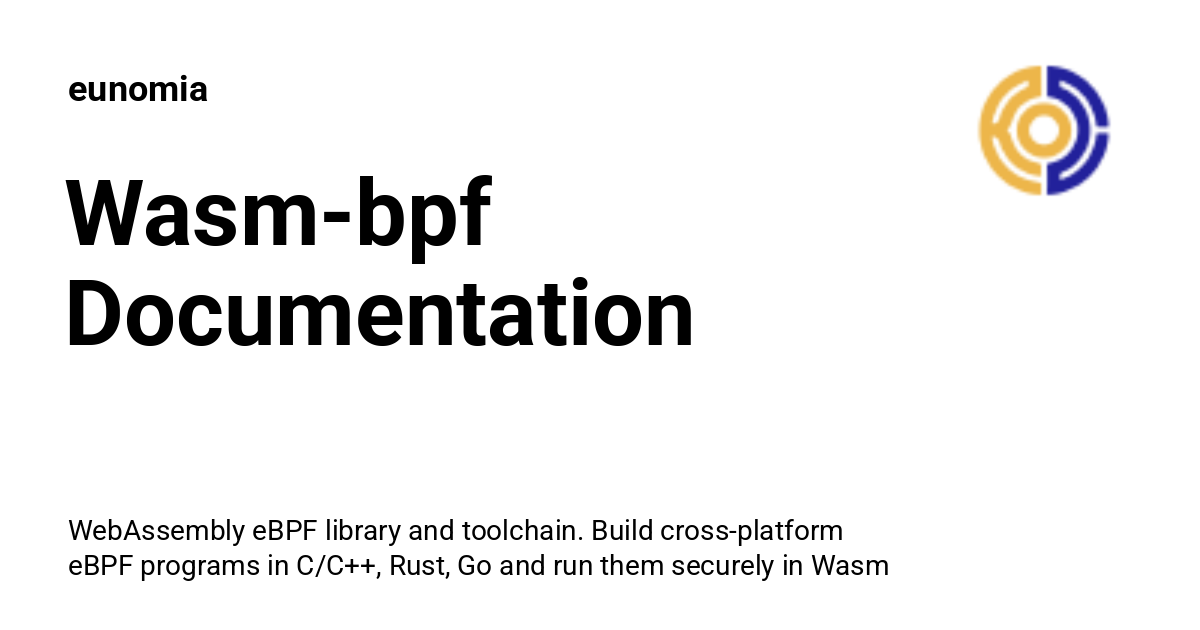 eunomia
Wasm-bpf
Documentation
WebAssembly eBPF library and toolchain. Build cross-platform
eBPF programs in C/C++, Rust, Go and run them securely in Wasm